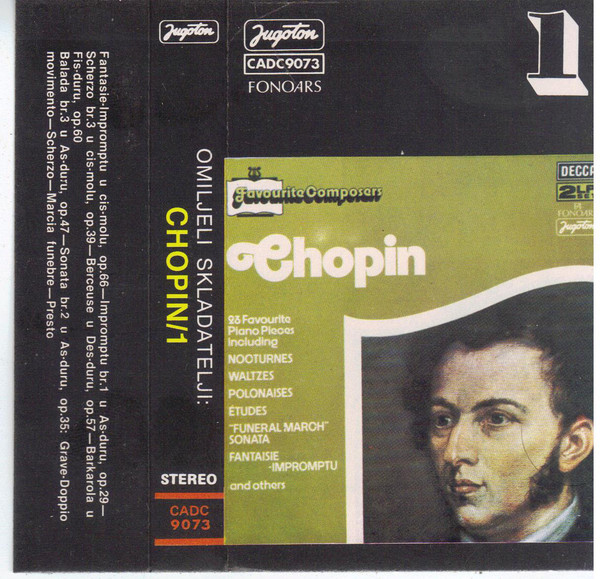 Fantasie-Impromptu u cis-molu, op.66—Impromptu br.1 u As-duru, op.29—
Scherzo br.3 u cis-molu, op.39—Berceuse u Des-duru, op.57—Barkarola u
Fis-duru, op.60
Balada br.3 u As-duru, op.47—Sonata br.2 u As-duru, op.35: Grave-Doppio
movimento—Scherzo—Marcia funebre—Presto
Jugoton
OMILJELI SKLADATELJI:
CHOPIN/1
STEREO
CADC
9073
Jugoton
CADC9073
FONOARS
1
Favourite Composers
DECCA
2LP
SET
FONOARS
Jugoton
Chopin
23 Favourite
Piano Pieces
including
NOCTURNES
WALTZES
POLONAISES
ÉTUDES
"FUNERAL MARCH"
SONATA
FANTAISIE
-IMPROMPTU
and others